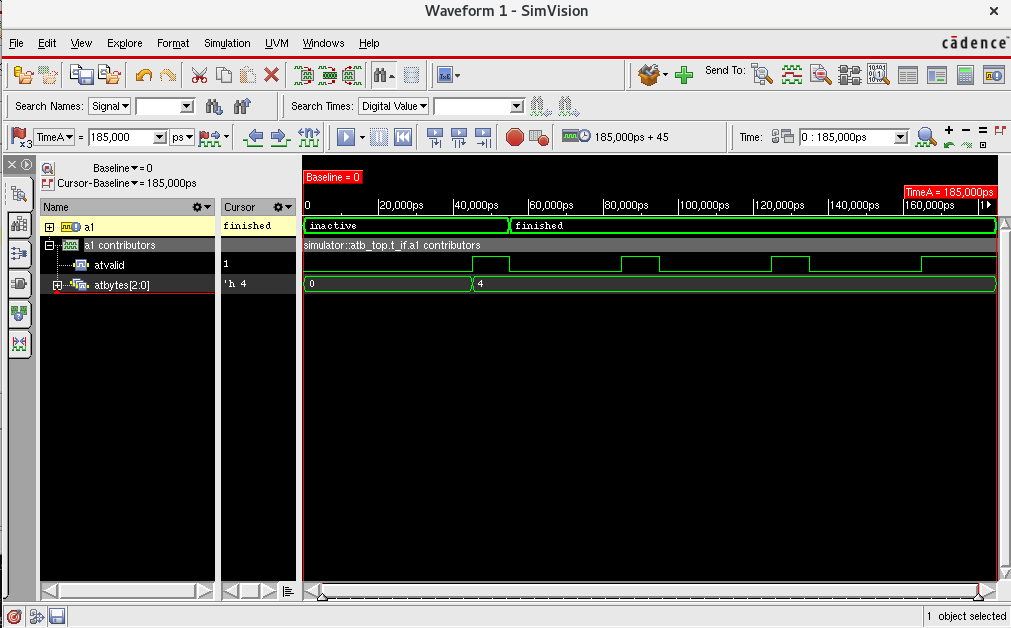 Waveform 1 - SimVision
File Edit View Explore Format Simulation UVM Windows Help
cādence
Send To:
Search Names: Signal Search Times: Digital Value
x3 TimeA = 185,000 ps 185,000ps + 45 Time: 0 : 185,000ps
Baseline = 0
Cursor-Baseline = 185,000ps
Baseline = 0
TimeA = 185,000ps
Name Cursor 0 20,000ps 40,000ps 60,000ps 80,000ps 100,000ps 120,000ps 140,000ps 160,000ps 1
a1 finished inactive finished
a1 contributors simulator::atb_top.t_if.a1 contributors
atvalid 1
atbytes[2:0] 'h 4 0 4
1 object selected